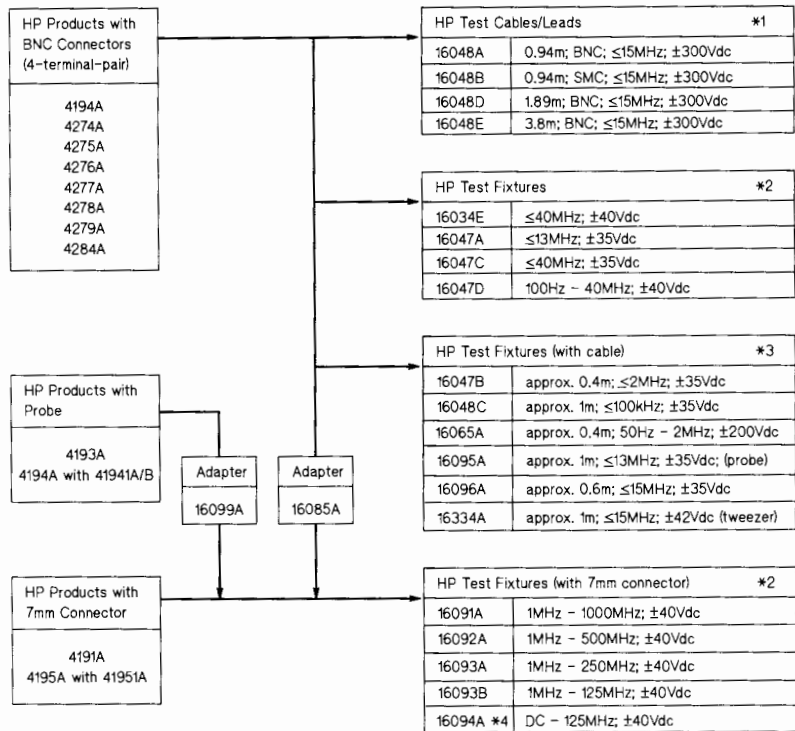 HP Products with
BNC Connectors
(4-terminal-pair)
4194A
4274A
4275A
4276A
4277A
4278A
4279A
4284A
HP Test Cables/Leads *1
16048A 0.94m; BNC; ≤15MHz; ±300Vdc
16048B 0.94m; SMC; ≤15MHz; ±300Vdc
16048D 1.89m; BNC; ≤15MHz; ±300Vdc
16048E 3.8m; BNC; ≤15MHz; ±300Vdc
HP Test Fixtures *2
16034E ≤40MHz; ±40Vdc
16047A ≤13MHz; ±35Vdc
16047C ≤40MHz; ±35Vdc
16047D 100Hz - 40MHz; ±40Vdc
HP Test Fixtures (with cable) *3
16047B approx. 0.4m; ≤2MHz; ±35Vdc
16048C approx. 1m; ≤100kHz; ±35Vdc
16065A approx. 0.4m; 50Hz - 2MHz; ±200Vdc
16095A approx. 1m; ≤13MHz; ±35Vdc; (probe)
16096A approx. 0.6m; ≤15MHz; ±35Vdc
16334A approx. 1m; ≤15MHz; ±42Vdc (tweezer)
HP Products with
Probe
4193A
4194A with 41941A/B
Adapter
16099A
Adapter
16085A
HP Products with
7mm Connector
4191A
4195A with 41951A
HP Test Fixtures (with 7mm connector) *2
16091A 1MHz - 1000MHz; ±40Vdc
16092A 1MHz - 500MHz; ±40Vdc
16093A 1MHz - 250MHz; ±40Vdc
16093B 1MHz - 125MHz; ±40Vdc
16094A *4 DC - 125MHz; ±40Vdc